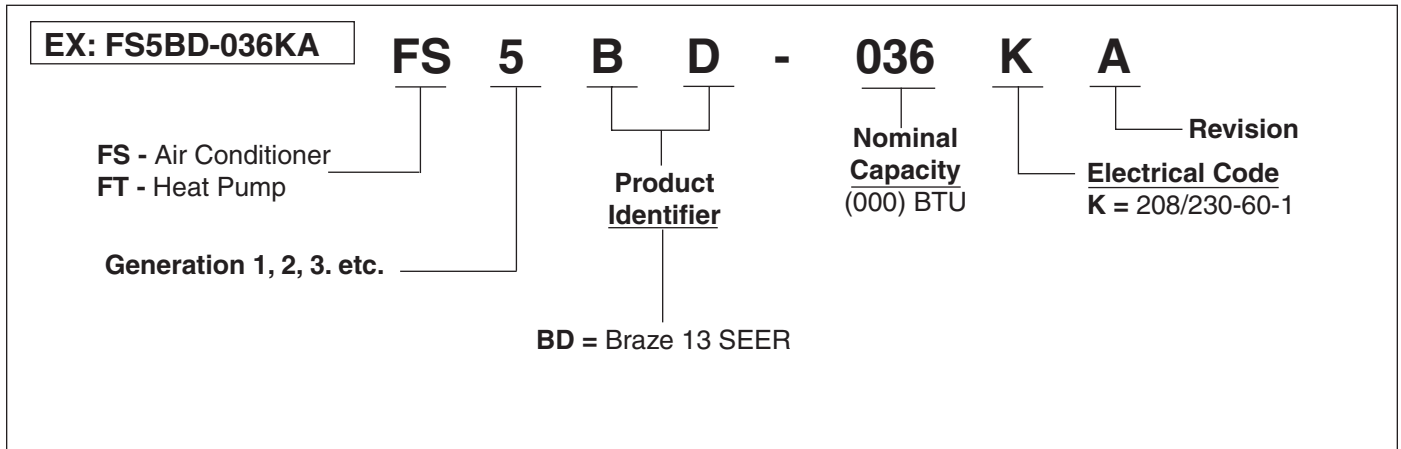 EX: FS5BD-036KA
FS 5 B D - 036 K A
FS - Air Conditioner
FT - Heat Pump
Generation 1, 2, 3. etc.
Product
Identifier
BD = Braze 13 SEER
Nominal
Capacity
(000) BTU
Revision
Electrical Code
K = 208/230-60-1